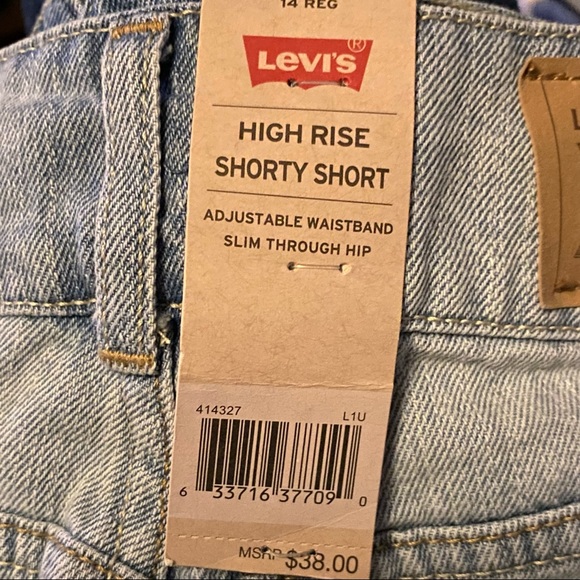 14 REG
LEVI'S®
HIGH RISE
SHORTY SHORT
ADJUSTABLE WAISTBAND
SLIM THROUGH HIP
414327 L1U
6 33716 37709 0
MSRP $38.00